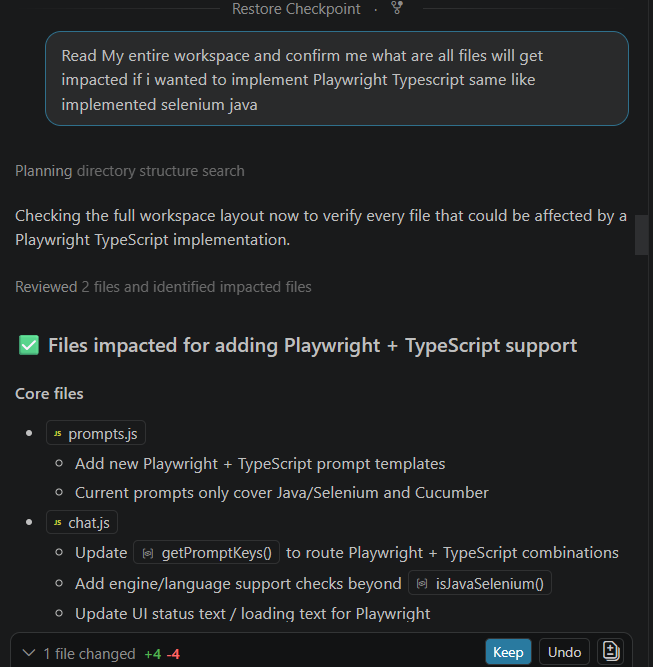 Restore Checkpoint ·
Read My entire workspace and confirm me what are all files will get
impacted if i wanted to implement Playwright Typescript same like
implemented selenium java
Planning directory structure search
Checking the full workspace layout now to verify every file that could be affected by a
Playwright TypeScript implementation.
Reviewed 2 files and identified impacted files
✅ Files impacted for adding Playwright + TypeScript support
Core files
• JS prompts.js
○ Add new Playwright + TypeScript prompt templates
○ Current prompts only cover Java/Selenium and Cucumber
• JS chat.js
○ Update getPromptKeys() to route Playwright + TypeScript combinations
○ Add engine/language support checks beyond isJavaSelenium()
○ Update UI status text / loading text for Playwright
1 file changed +4 -4 Keep Undo